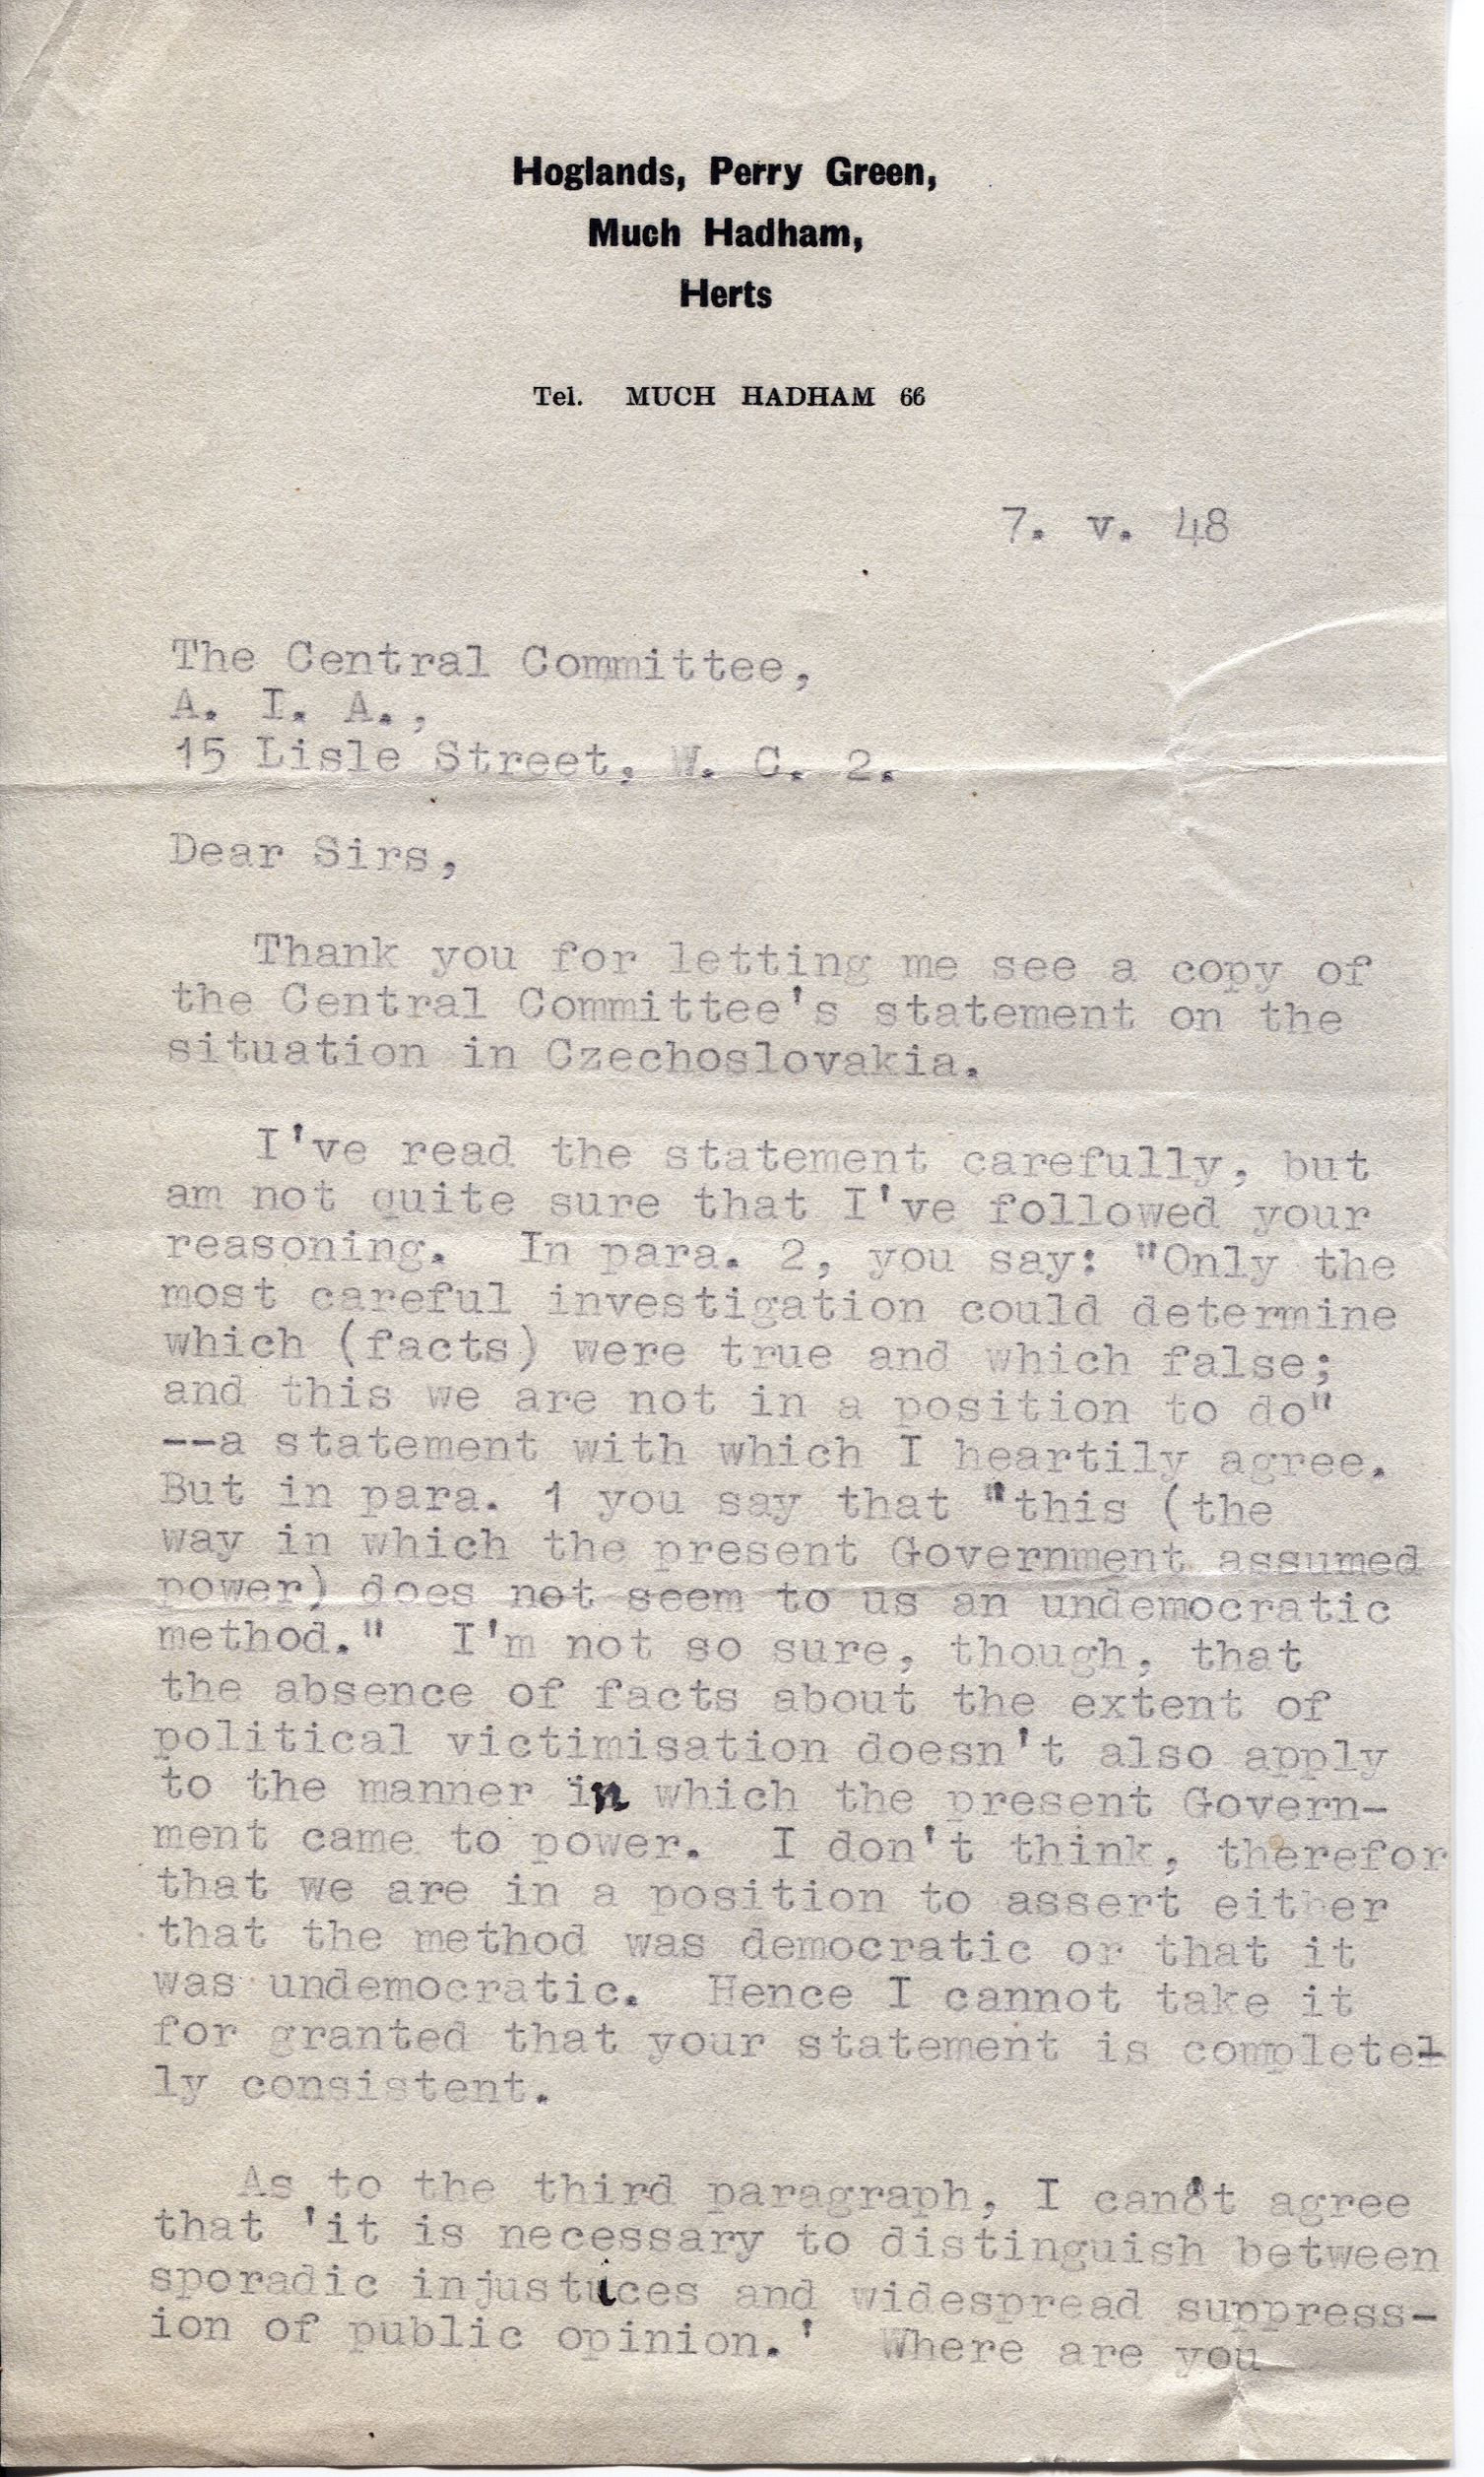 Hoglands, Perry Green,
Much Hadham,
Herts
Tel. MUCH HADHAM 66
7. v. 48
The Central Committee,
A. I. A.,
15 Lisle Street, W. C. 2.
Dear Sirs,
Thank you for letting me see a copy of
the Central Committee's statement on the
situation in Czechoslovakia.
I've read the statement carefully, but
am not quite sure that I've followed your
reasoning. In para. 2, you say: "Only the
most careful investigation could determine
which (facts) were true and which false;
and this we are not in a position to do"
--a statement with which I heartily agree.
But in para. 1 you say that "this (the
way in which the present Government assumed
power) does not seem to us an undemocratic
method." I'm not so sure, though, that
the absence of facts about the extent of
political victimisation doesn't also apply
to the manner in which the present Govern-
ment came to power. I don't think, therefor
that we are in a position to assert either
that the method was democratic or that it
was undemocratic. Hence I cannot take it
for granted that your statement is complete
ly consistent.
As to the third paragraph, I canot agree
that 'it is necessary to distinguish between
sporadic injustices and widespread suppress-
ion of public opinion.' Where are you